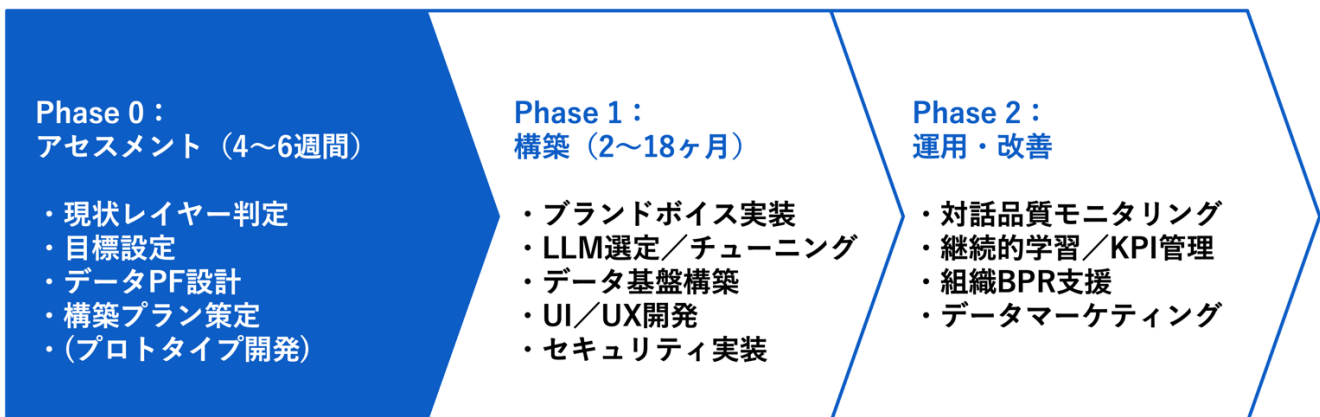 Phase 0：
アセスメント（4〜6週間）
・現状レイヤー判定
・目標設定
・データPF設計
・構築プラン策定
・(プロトタイプ開発)
Phase 1：
構築（2〜18ヶ月）
・ブランドボイス実装
・LLM選定／チューニング
・データ基盤構築
・UI／UX開発
・セキュリティ実装
Phase 2：
運用・改善
・対話品質モニタリング
・継続的学習／KPI管理
・組織BPR支援
・データマーケティング